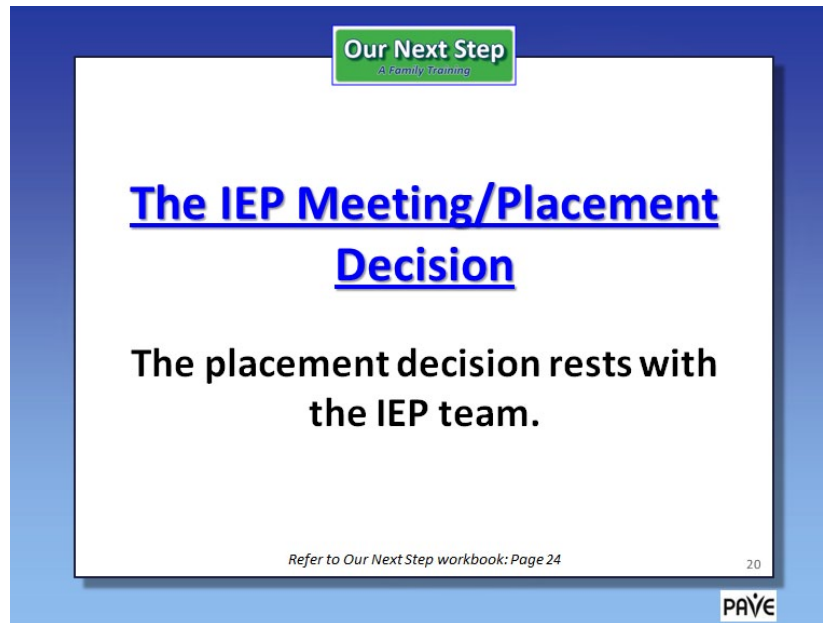 Our Next Step
A Family Training
The IEP Meeting/Placement
Decision
The placement decision rests with
the IEP team.
Refer to Our Next Step workbook: Page 24
20
PAVE